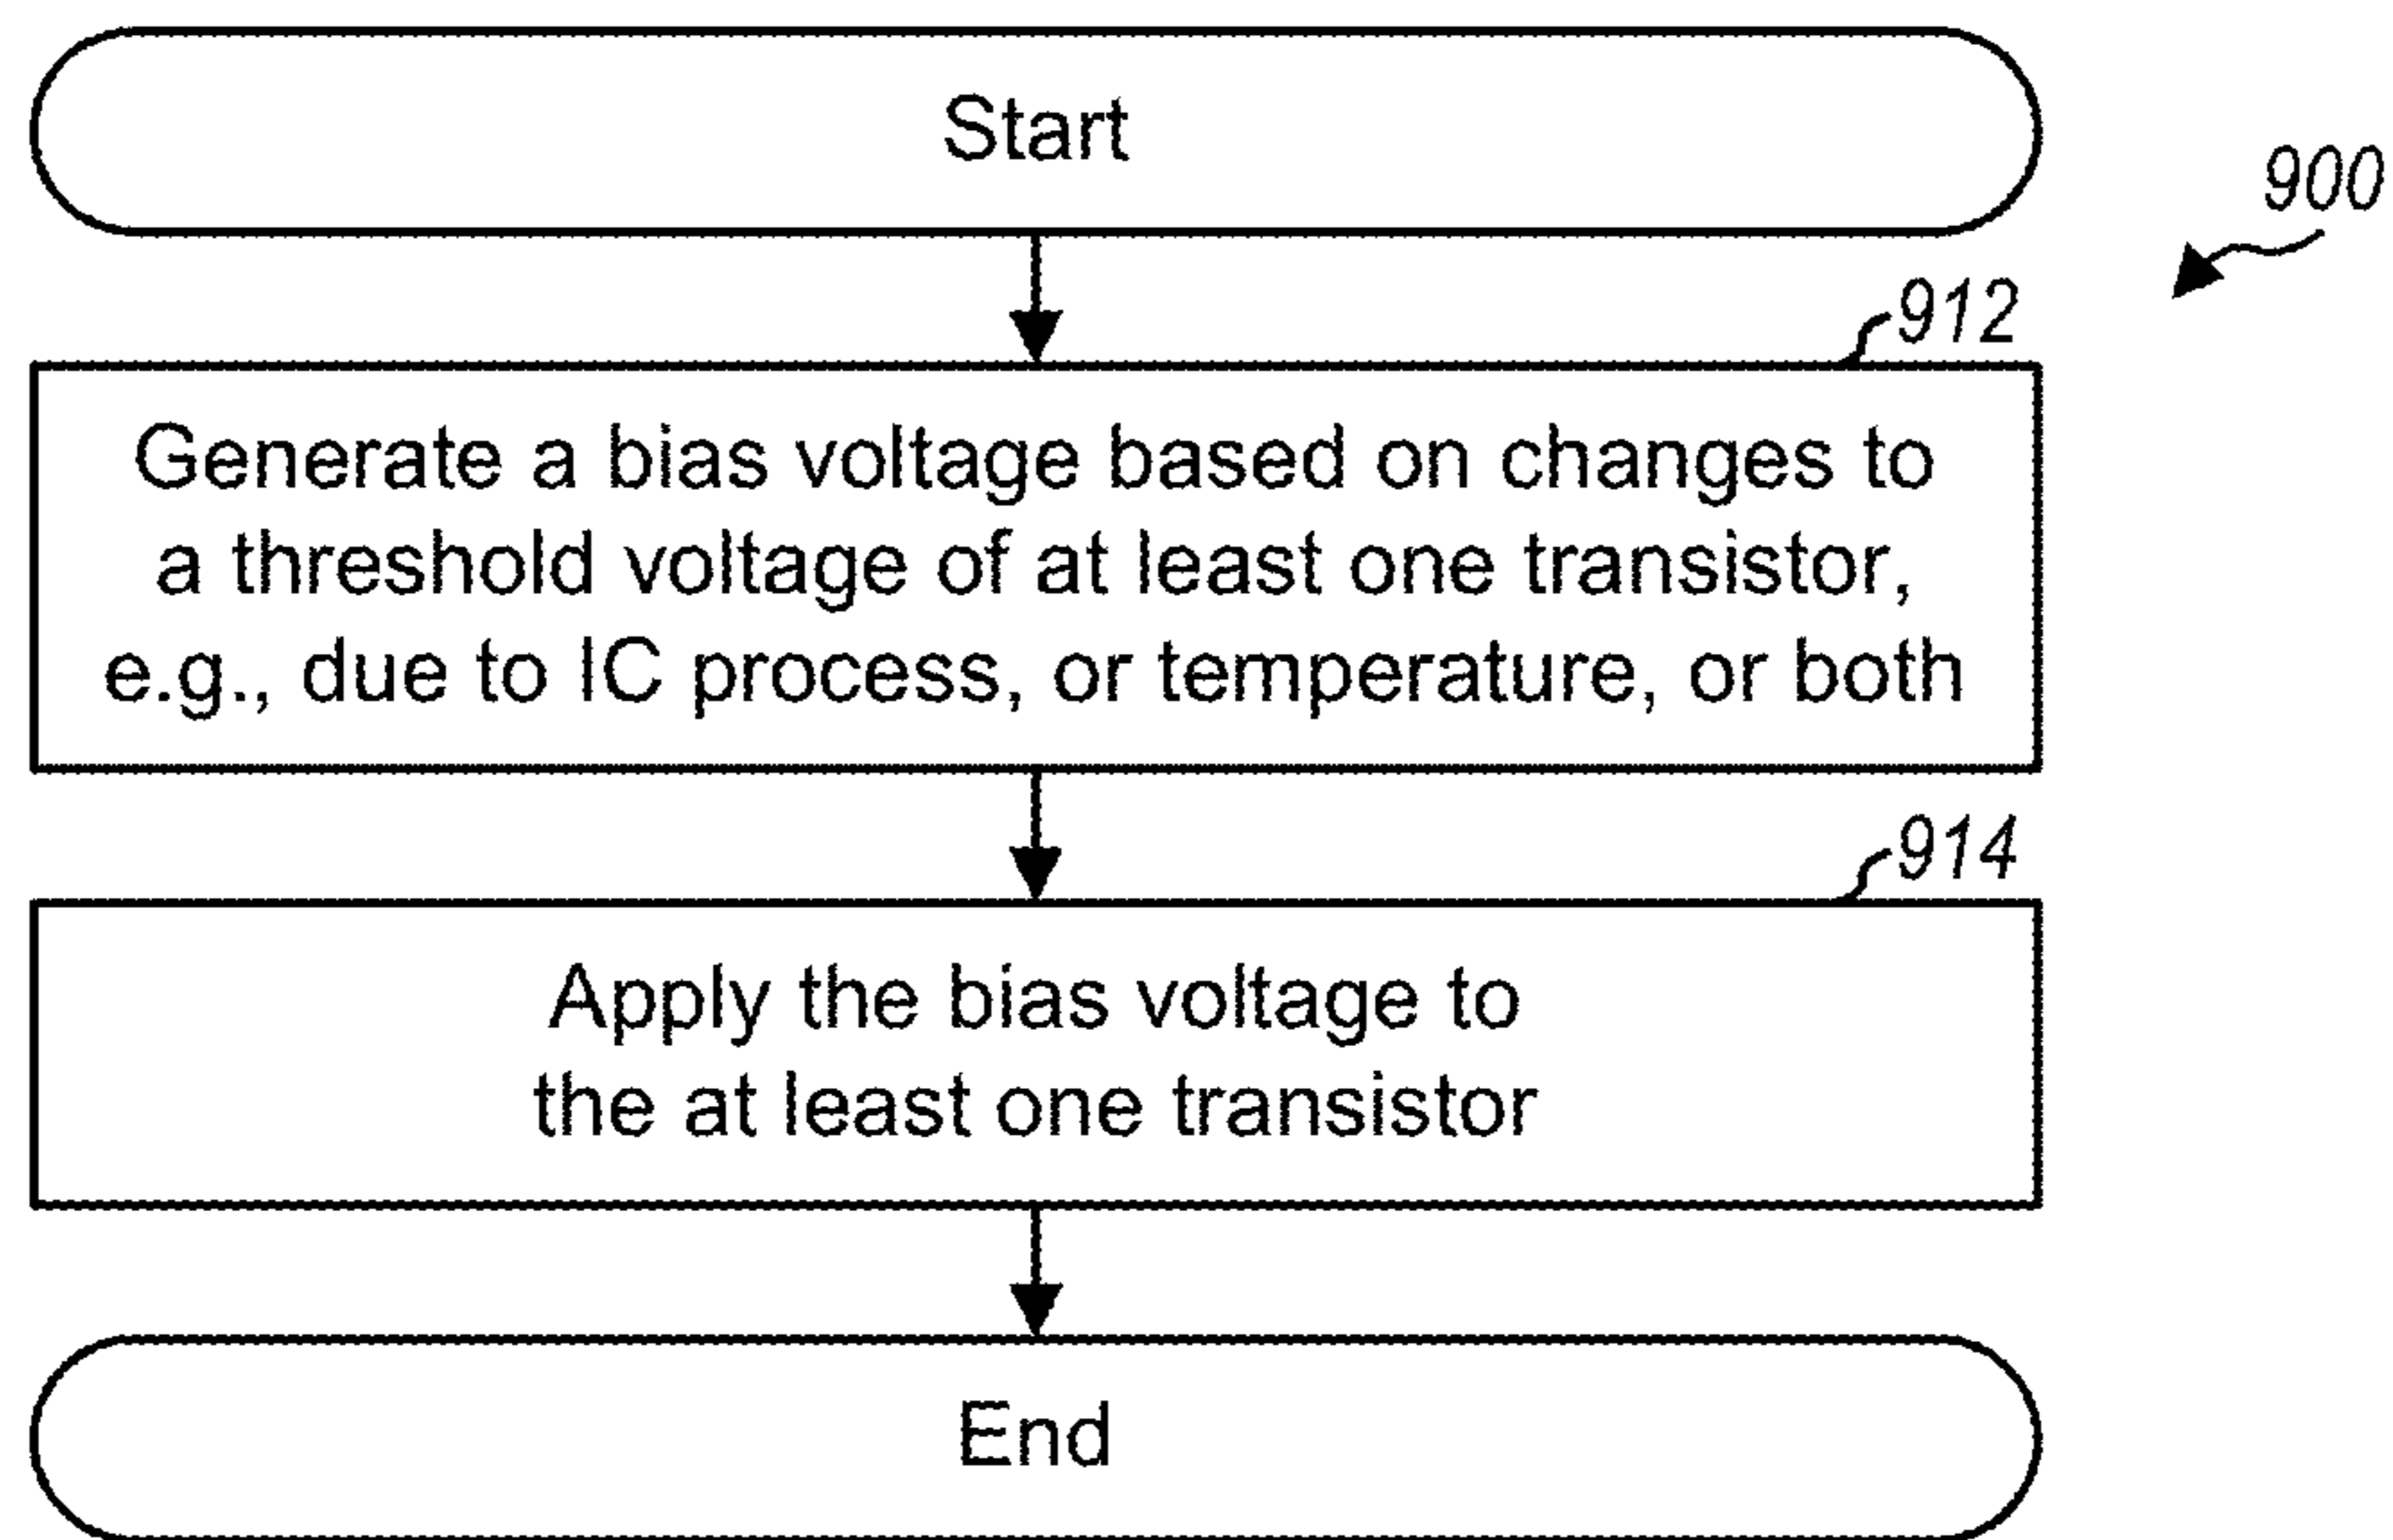 Start
900
912
Generate a bias voltage based on changes to
a threshold voltage of at least one transistor,
e.g., due to IC process, or temperature, or both
914
Apply the bias voltage to
the at least one transistor
End